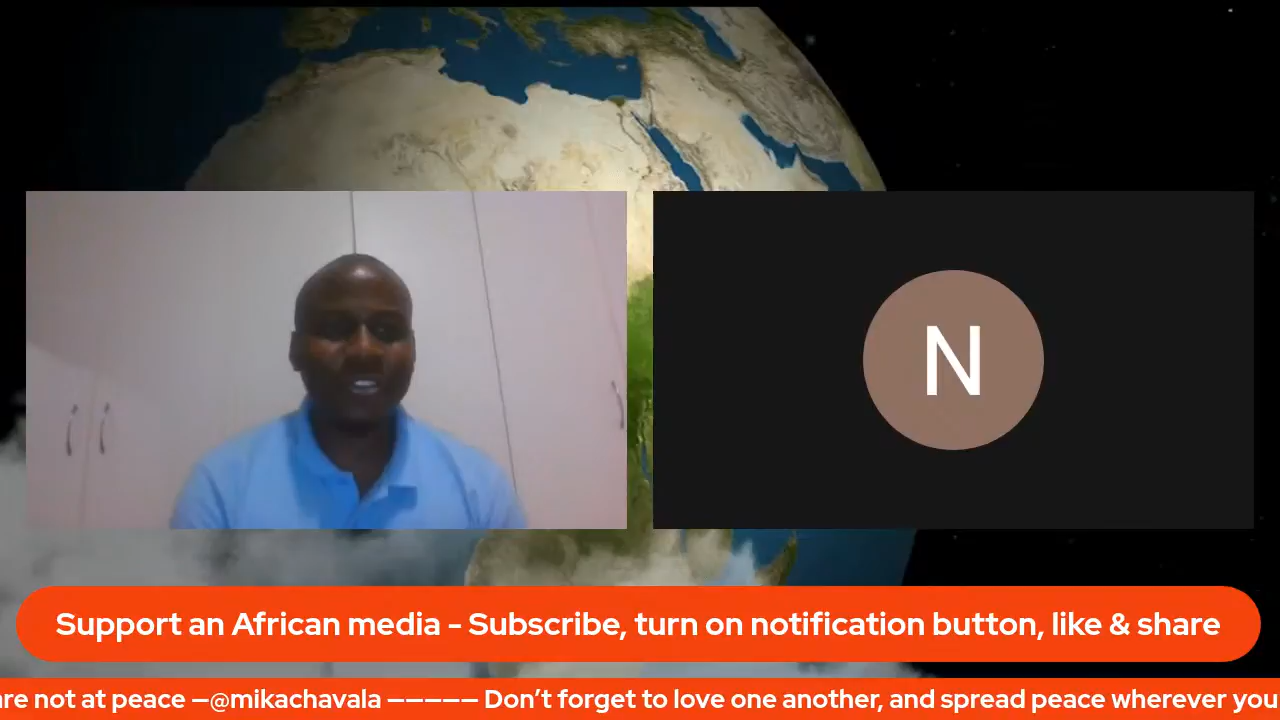 N
Support an African media - Subscribe, turn on notification button, like & share
are not at peace —@mikachavala ————— Don’t forget to love one another, and spread peace wherever you